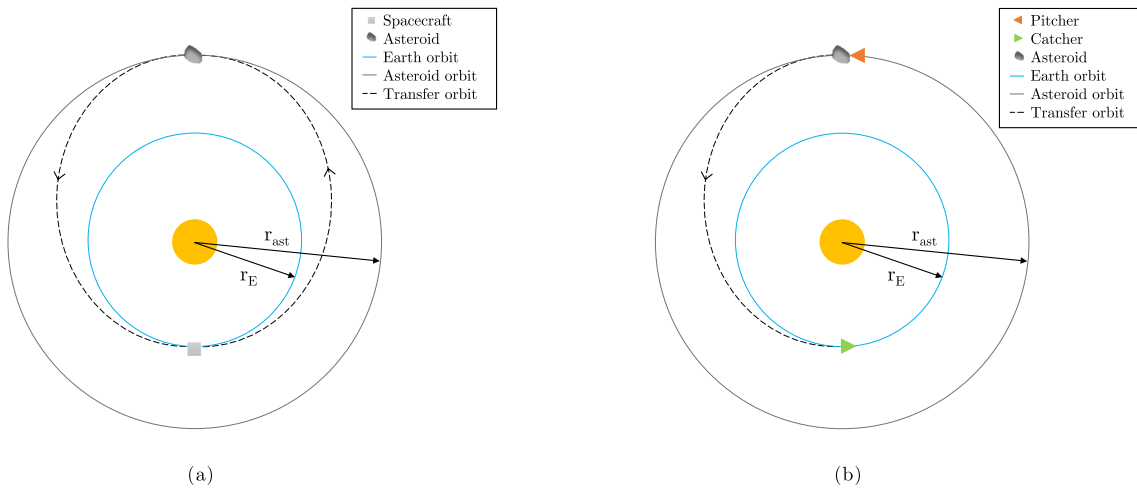 Spacecraft
Asteroid
Earth orbit
Asteroid orbit
Transfer orbit
r_ast
r_E
(a)
Pitcher
Catcher
Asteroid
Earth orbit
Asteroid orbit
Transfer orbit
r_ast
r_E
(b)